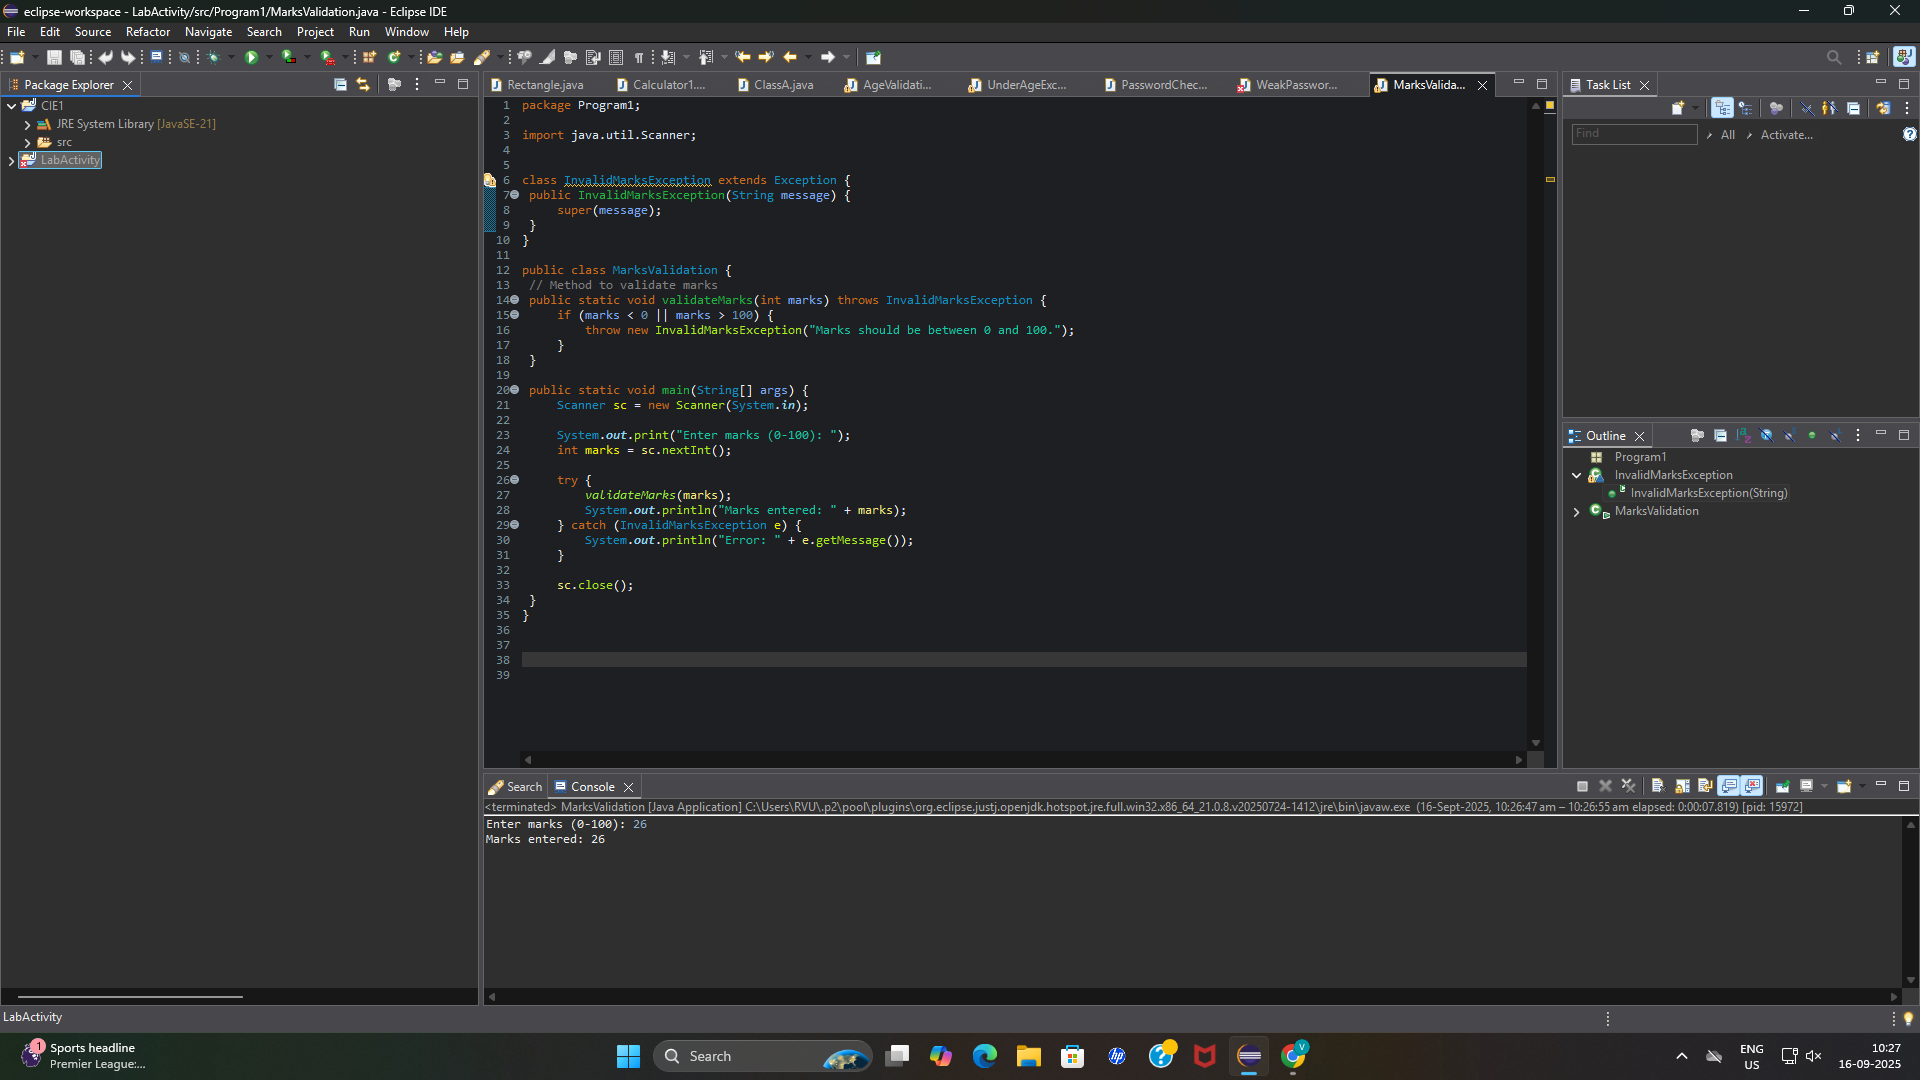 eclipse-workspace - LabActivity/src/Program1/MarksValidation.java - Eclipse IDE
File Edit Source Refactor Navigate Search Project Run Window Help
Package Explorer
CIE1
JRE System Library [JavaSE-21]
src
LabActivity
Rectangle.java Calculator1.... ClassA.java AgeValidati... UnderAgeExc... PasswordChec... WeakPasswor... MarksValida...
1 package Program1;
2
3 import java.util.Scanner;
4
5
6 class InvalidMarksException extends Exception {
7 public InvalidMarksException(String message) {
8 super(message);
9 }
10 }
11
12 public class MarksValidation {
13 // Method to validate marks
14 public static void validateMarks(int marks) throws InvalidMarksException {
15 if (marks < 0 || marks > 100) {
16 throw new InvalidMarksException("Marks should be between 0 and 100.");
17 }
18 }
19
20 public static void main(String[] args) {
21 Scanner sc = new Scanner(System.in);
22
23 System.out.print("Enter marks (0-100): ");
24 int marks = sc.nextInt();
25
26 try {
27 validateMarks(marks);
28 System.out.println("Marks entered: " + marks);
29 } catch (InvalidMarksException e) {
30 System.out.println("Error: " + e.getMessage());
31 }
32
33 sc.close();
34 }
35 }
36
37
38
39
Task List
Find All Activate...
Outline
Program1
InvalidMarksException
InvalidMarksException(String)
MarksValidation
Search Console
<terminated> MarksValidation [Java Application] C:\Users\RVU\.p2\pool\plugins\org.eclipse.justj.openjdk.hotspot.jre.full.win32.x86_64_21.0.8.v20250724-1412\jre\bin\javaw.exe (16-Sept-2025, 10:26:47 am – 10:26:55 am elapsed: 0:00:07.819) [pid: 15972]
Enter marks (0-100): 26
Marks entered: 26
LabActivity
1
Sports headline
Premier League:...
Search
hp
V
ENG
US
10:27
16-09-2025